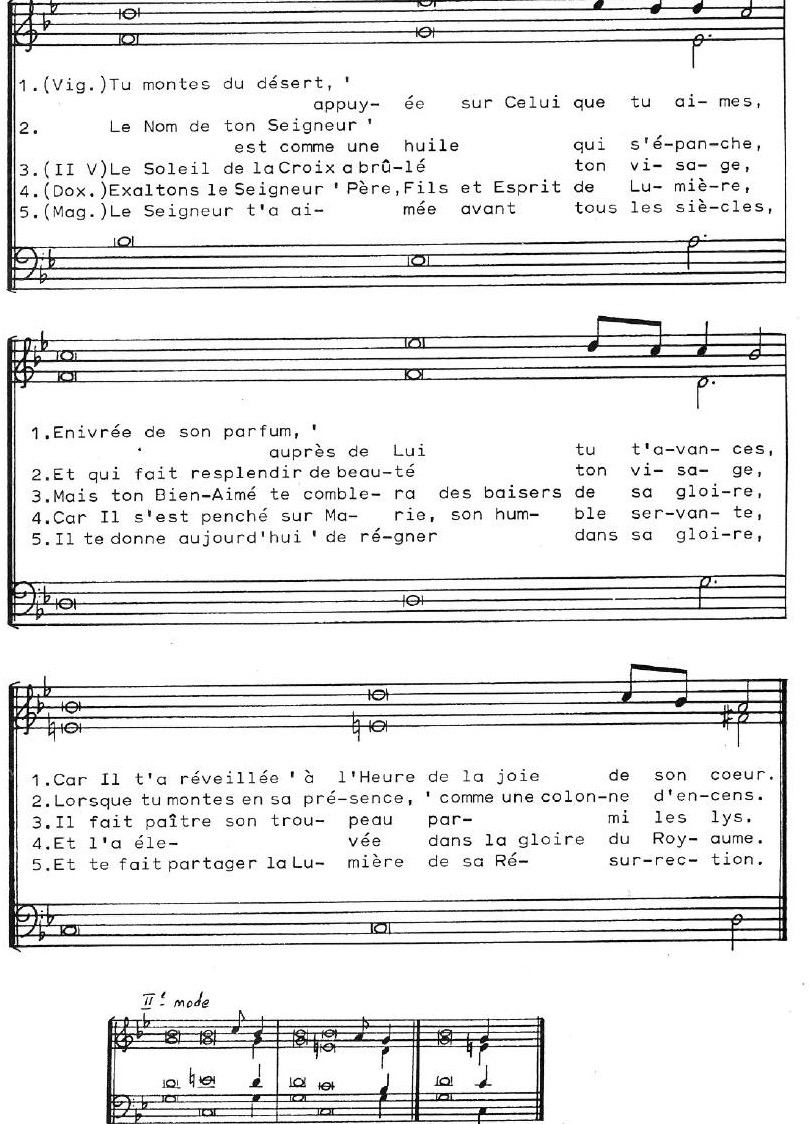 1.(Vig.)Tu montes du désert, '
appuy- ée sur Celui que tu ai- mes,
2. Le Nom de ton Seigneur '
est comme une huile qui s'é-pan-che,
3.(II V)Le Soleil de la Croix a brû-lé ton vi- sa- ge,
4.(Dox.)Exaltons le Seigneur ' Père, Fils et Esprit de Lu- miè-re,
5.(Mag.)Le Seigneur t'a ai- mée avant tous les siè-cles,
1.Enivrée de son parfum, '
auprès de Lui tu t'a-van- ces,
2.Et qui fait resplendir de beau-té ton vi- sa- ge,
3.Mais ton Bien-Aimé te comble- ra des baisers de sa gloi-re,
4.Car Il s'est penché sur Ma- rie, son hum- ble ser-van- te,
5.Il te donne aujourd'hui ' de ré-gner dans sa gloi-re,
1.Car Il t'a réveillée ' à l'Heure de la joie de son coeur.
2.Lorsque tu montes en sa pré-sence, ' comme une colon-ne d'en-cens.
3.Il fait paître son trou- peau par- mi les lys.
4.Et l'a éle- vée dans la gloire du Roy- aume.
5.Et te fait partager la Lu- mière de sa Ré- sur-rec- tion.
IIe mode